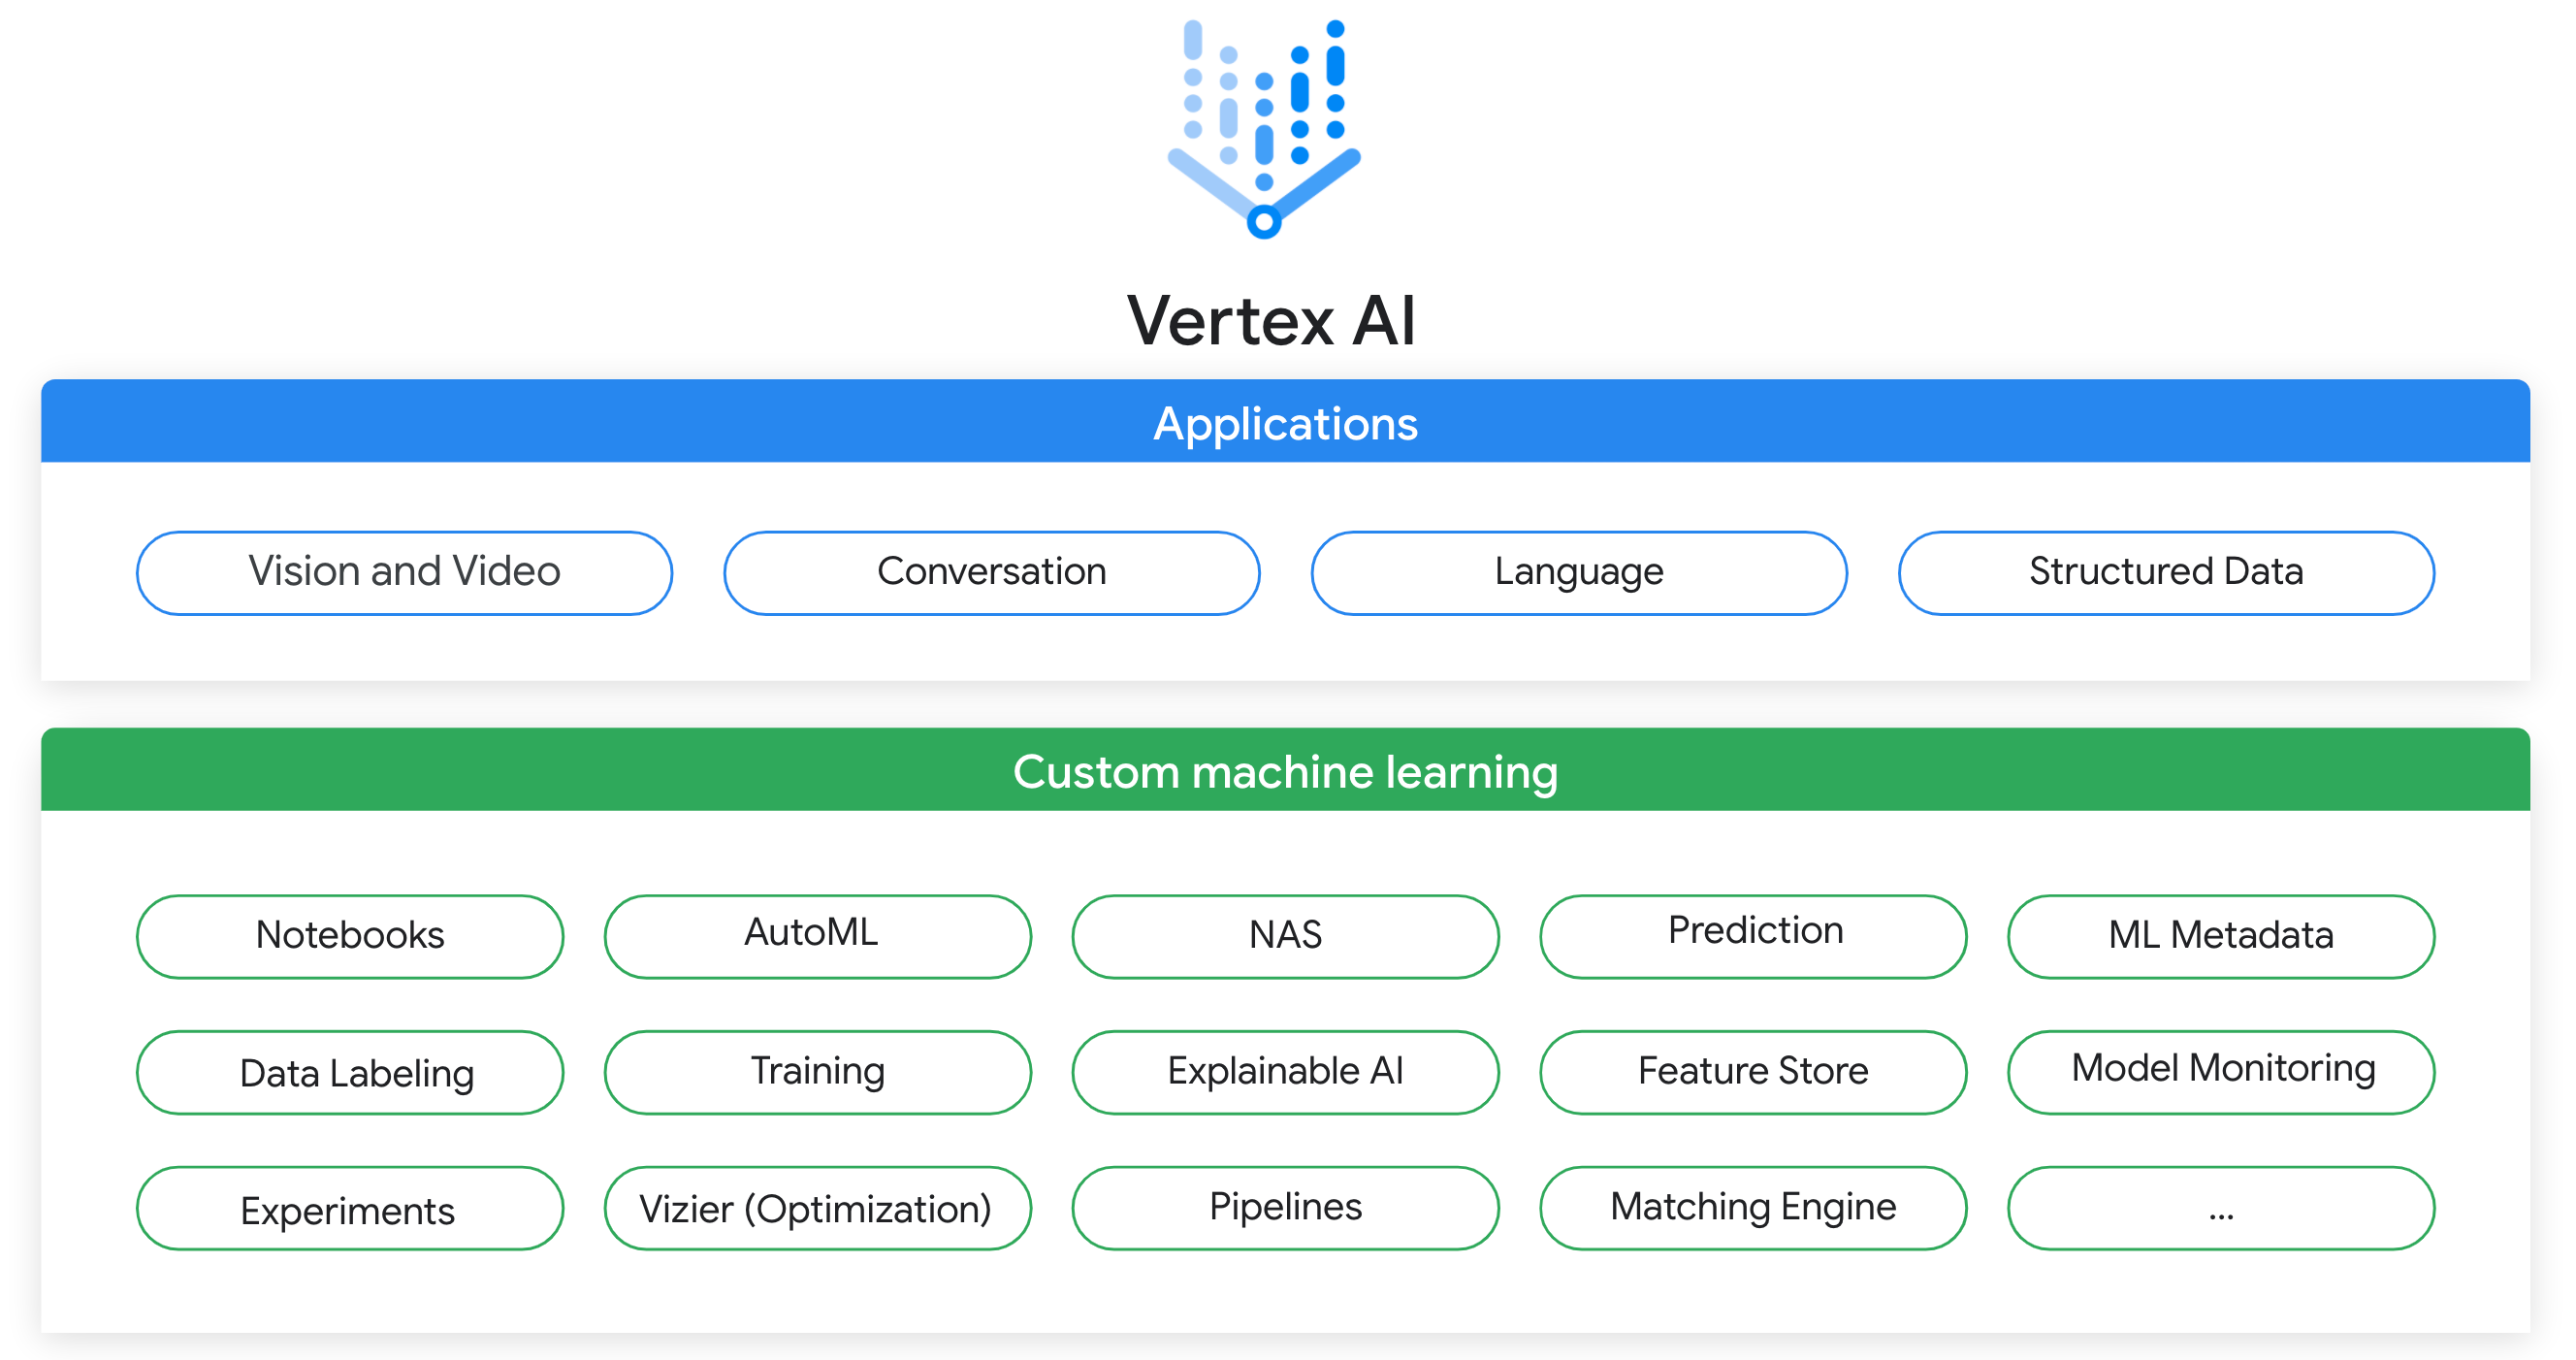 Vertex AI
Applications
Vision and Video
Conversation
Language
Structured Data
Custom machine learning
Notebooks
AutoML
NAS
Prediction
ML Metadata
Data Labeling
Training
Explainable AI
Feature Store
Model Monitoring
Experiments
Vizier (Optimization)
Pipelines
Matching Engine
...